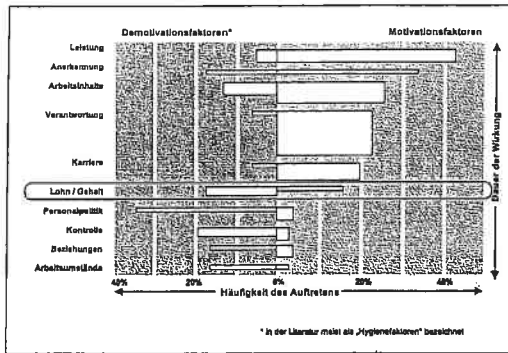 Demotivationsfaktoren* Motivationsfaktoren
Leistung
Anerkennung
Arbeitsinhalte
Verantwortung
Karriere
Lohn / Gehalt
Personalpolitik
Kontrolle
Beziehungen
Arbeitsumstände
Dauer der Wirkung
40% 20% 0% 20% 40% 60%
Häufigkeit des Auftretens
* in der Literatur meist als „Hygienefaktoren" bezeichnet